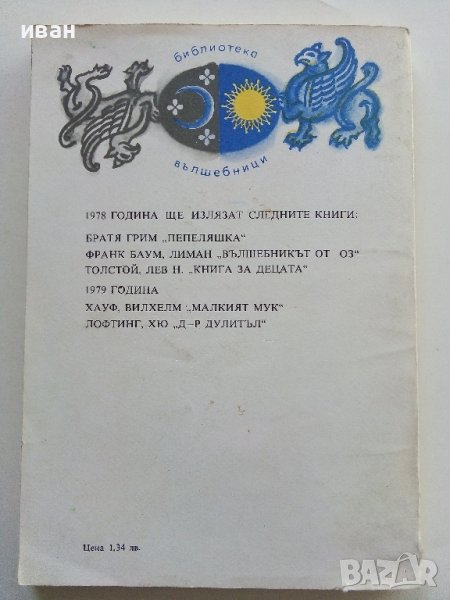 иван
библиотека
вълшебници
1978 ГОДИНА ЩЕ ИЗЛЯЗАТ СЛЕДНИТЕ КНИГИ:
БРАТЯ ГРИМ „ПЕПЕЛЯШКА“
ФРАНК БАУМ, ЛИМАН „ВЪЛШЕБНИКЪТ ОТ ОЗ“
ТОЛСТОЙ, ЛЕВ Н. „КНИГА ЗА ДЕЦАТА“
1979 ГОДИНА
ХАУФ, ВИЛХЕЛМ „МАЛКИЯТ МУК“
ЛОФТИНГ, ХЮ „Д-Р ДУЛИТЪЛ“
Цена 1,34 лв.
BAZAR